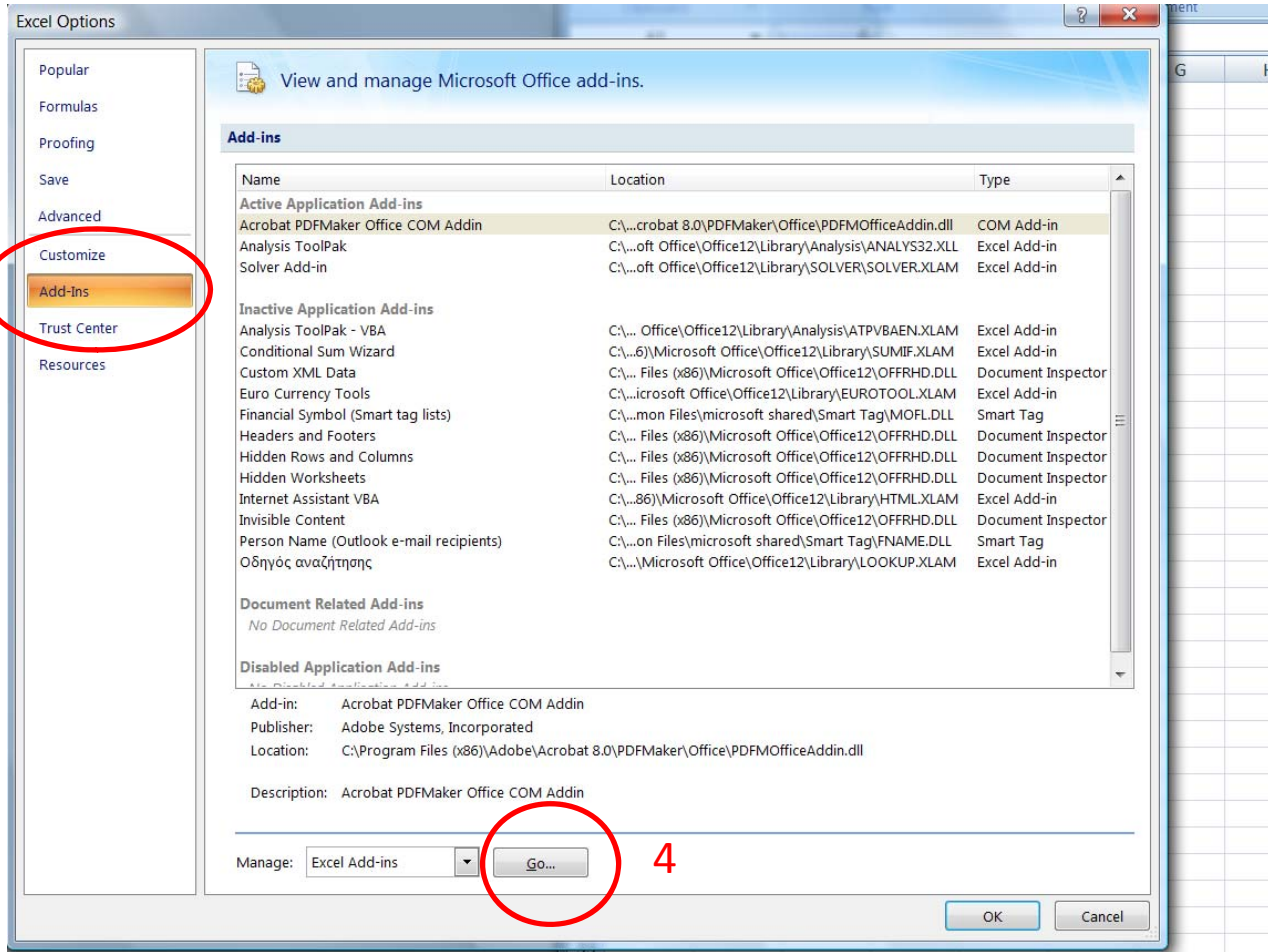 Excel Options
ment
Popular
Formulas
Proofing
Save
Advanced
Customize
Add-Ins
Trust Center
Resources
View and manage Microsoft Office add-ins.
Add-ins
Name Location Type
Active Application Add-ins
Acrobat PDFMaker Office COM Addin C:\...crobat 8.0\PDFMaker\Office\PDFMOfficeAddin.dll COM Add-in
Analysis ToolPak C:\...oft Office\Office12\Library\Analysis\ANALYS32.XLL Excel Add-in
Solver Add-in C:\...oft Office\Office12\Library\SOLVER\SOLVER.XLAM Excel Add-in
Inactive Application Add-ins
Analysis ToolPak - VBA C:\... Office\Office12\Library\Analysis\ATPVBAEN.XLAM Excel Add-in
Conditional Sum Wizard C:\...6)\Microsoft Office\Office12\Library\SUMIF.XLAM Excel Add-in
Custom XML Data C:\... Files (x86)\Microsoft Office\Office12\OFFRHD.DLL Document Inspector
Euro Currency Tools C:\...icrosoft Office\Office12\Library\EUROTOOL.XLAM Excel Add-in
Financial Symbol (Smart tag lists) C:\...mon Files\microsoft shared\Smart Tag\MOFL.DLL Smart Tag
Headers and Footers C:\... Files (x86)\Microsoft Office\Office12\OFFRHD.DLL Document Inspector
Hidden Rows and Columns C:\... Files (x86)\Microsoft Office\Office12\OFFRHD.DLL Document Inspector
Hidden Worksheets C:\... Files (x86)\Microsoft Office\Office12\OFFRHD.DLL Document Inspector
Internet Assistant VBA C:\...86)\Microsoft Office\Office12\Library\HTML.XLAM Excel Add-in
Invisible Content C:\... Files (x86)\Microsoft Office\Office12\OFFRHD.DLL Document Inspector
Person Name (Outlook e-mail recipients) C:\...on Files\microsoft shared\Smart Tag\FNAME.DLL Smart Tag
Οδηγός αναζήτησης C:\...\Microsoft Office\Office12\Library\LOOKUP.XLAM Excel Add-in
Document Related Add-ins
No Document Related Add-ins
Disabled Application Add-ins
No Disabled Application Add-ins
Add-in: Acrobat PDFMaker Office COM Addin
Publisher: Adobe Systems, Incorporated
Location: C:\Program Files (x86)\Adobe\Acrobat 8.0\PDFMaker\Office\PDFMOfficeAddin.dll
Description: Acrobat PDFMaker Office COM Addin
Manage: Excel Add-ins Go... 4
OK Cancel
G